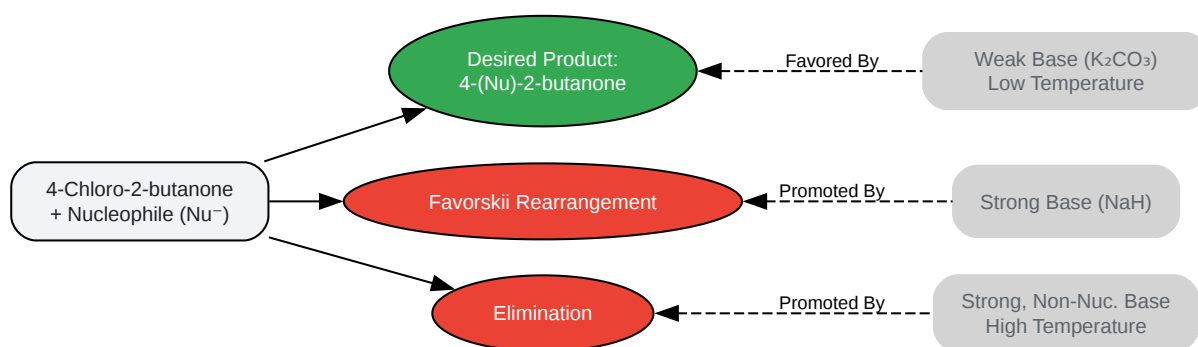 Desired Product:
4-(Nu)-2-butanone
Favored By
Weak Base (K₂CO₃)
Low Temperature
4-Chloro-2-butanone
+ Nucleophile (Nu⁻)
Favorskii Rearrangement
Promoted By
Strong Base (NaH)
Elimination
Promoted By
Strong, Non-Nuc. Base
High Temperature